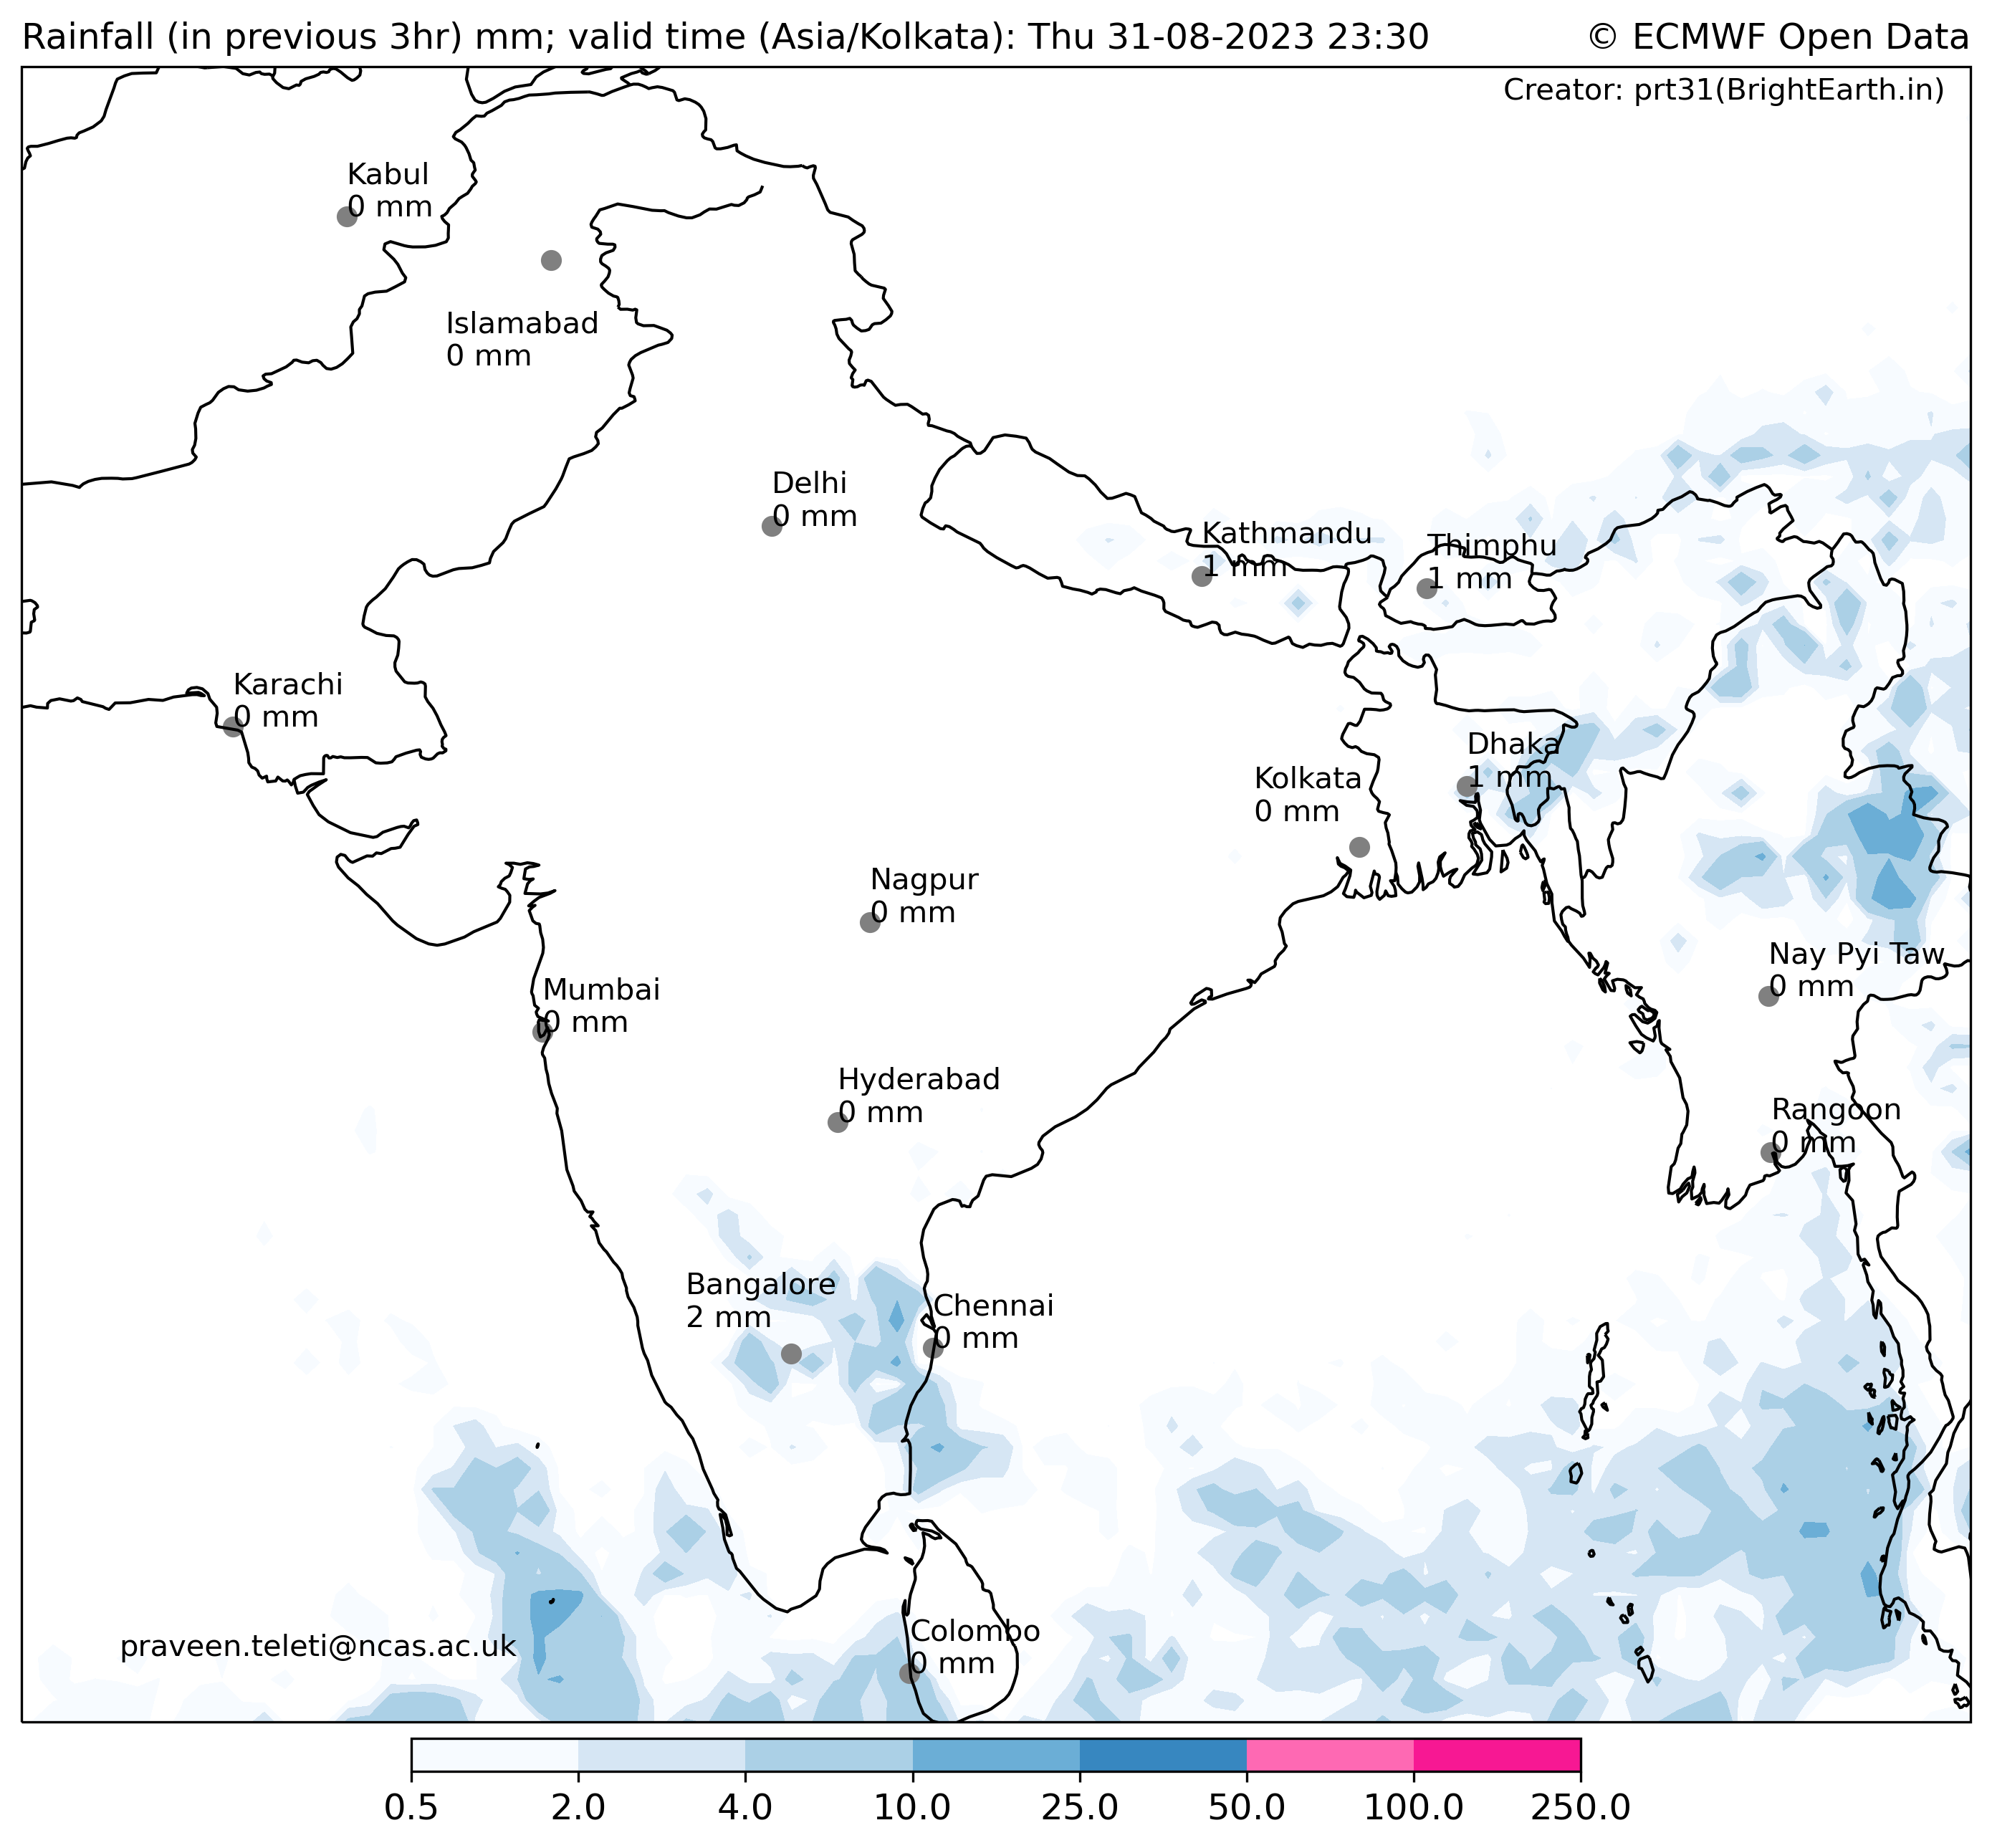 Rainfall (in previous 3hr) mm; valid time (Asia/Kolkata): Thu 31-08-2023 23:30
© ECMWF Open Data
Creator: prt31(BrightEarth.in)
Kabul
0 mm
Islamabad
0 mm
Delhi
0 mm
Kathmandu
1 mm
Thimphu
1 mm
Karachi
0 mm
Dhaka
1 mm
Kolkata
0 mm
Nagpur
0 mm
Nay Pyi Taw
0 mm
Mumbai
0 mm
Hyderabad
0 mm
Rangoon
0 mm
Bangalore
2 mm
Chennai
0 mm
Colombo
0 mm
praveen.teleti@ncas.ac.uk
0.5 2.0 4.0 10.0 25.0 50.0 100.0 250.0